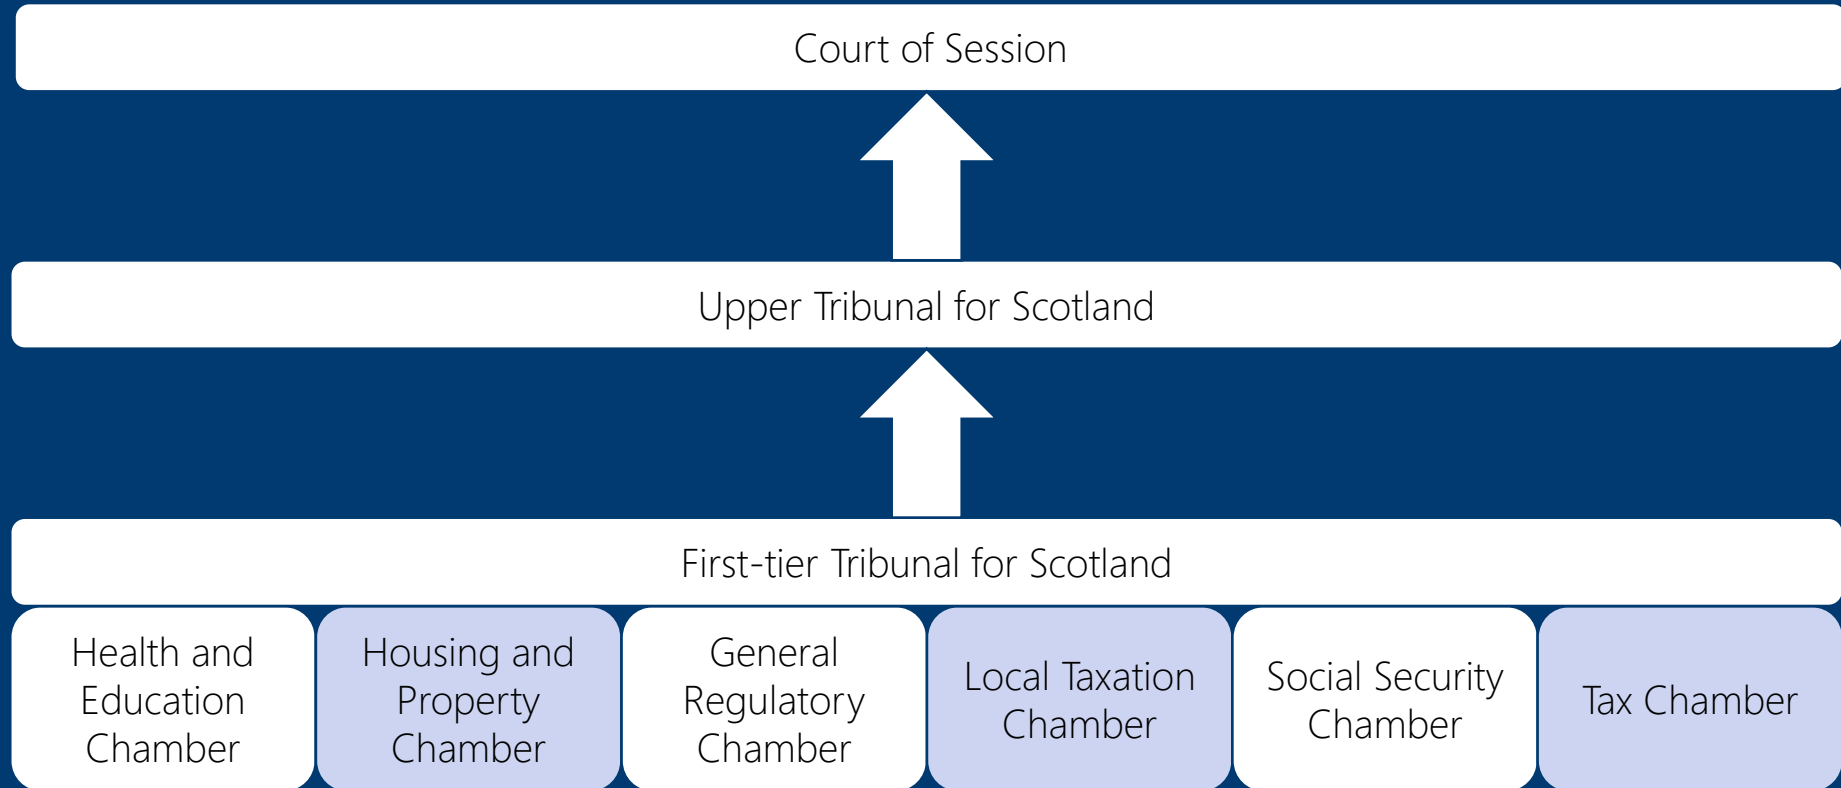 Court of Session
Upper Tribunal for Scotland
First-tier Tribunal for Scotland
Health and
Education
Chamber
Housing and
Property
Chamber
General
Regulatory
Chamber
Local Taxation
Chamber
Social Security
Chamber
Tax Chamber